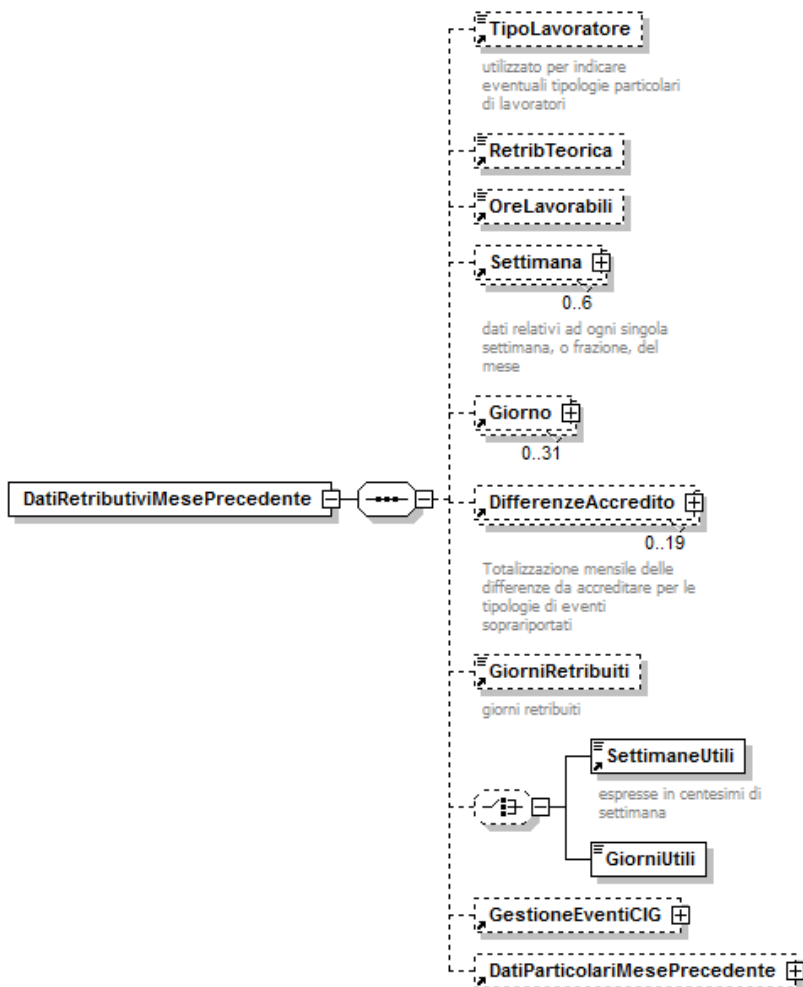 TipoLavoratore
utilizzato per indicare
eventuali tipologie particolari
di lavoratori
RetribTeorica
OreLavorabili
Settimana
0..6
dati relativi ad ogni singola
settimana, o frazione, del
mese
Giorno
0..31
DatiRetributiviMesePrecedente
DifferenzeAccredito
0..19
Totalizzazione mensile delle
differenze da accreditare per le
tipologie di eventi
soprariportati
GiorniRetribuiti
giorni retribuiti
SettimaneUtili
espresse in centesimi di
settimana
GiorniUtili
GestioneEventiCIG
DatiParticolariMesePrecedente